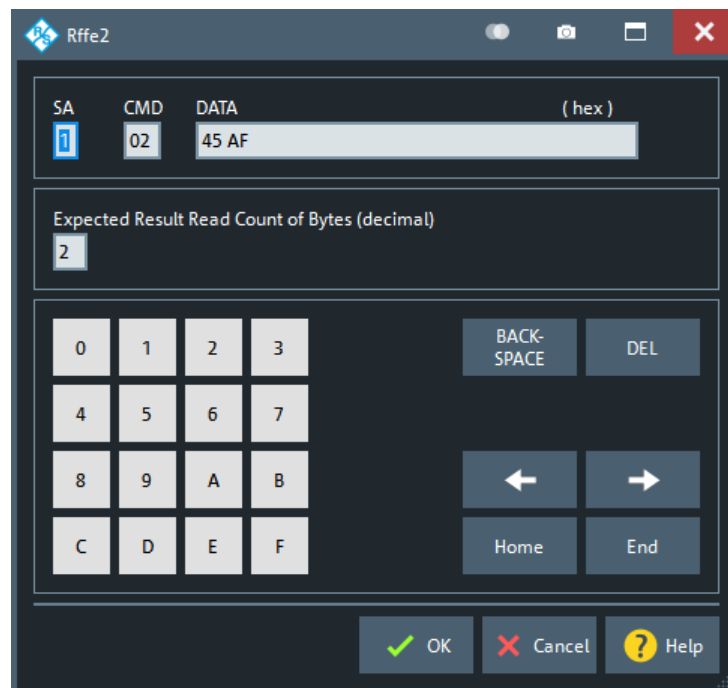 R&S Rffe2
SA CMD DATA ( hex )
1 02 45 AF
Expected Result Read Count of Bytes (decimal)
2
0 1 2 3 BACK-
SPACE DEL
4 5 6 7
8 9 A B
C D E F Home End
OK Cancel ? Help